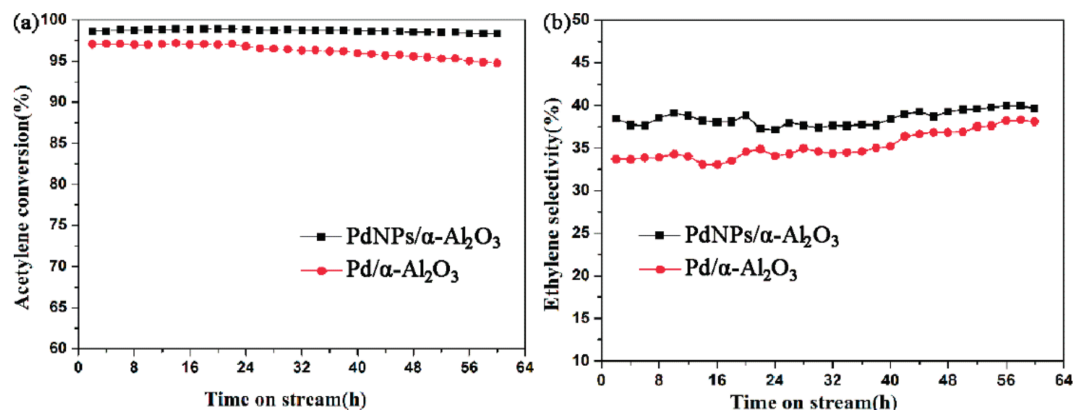 (a)
100
95
90
85
80
75
70
65
60
Acetylene conversion(%)
PdNPs/α-Al₂O₃
Pd/α-Al₂O₃
0 8 16 24 32 40 48 56 64
Time on stream(h)
(b)
50
45
40
35
30
25
20
15
10
Ethylene selectivity(%)
PdNPs/α-Al₂O₃
Pd/α-Al₂O₃
0 8 16 24 32 40 48 56 64
Time on stream(h)